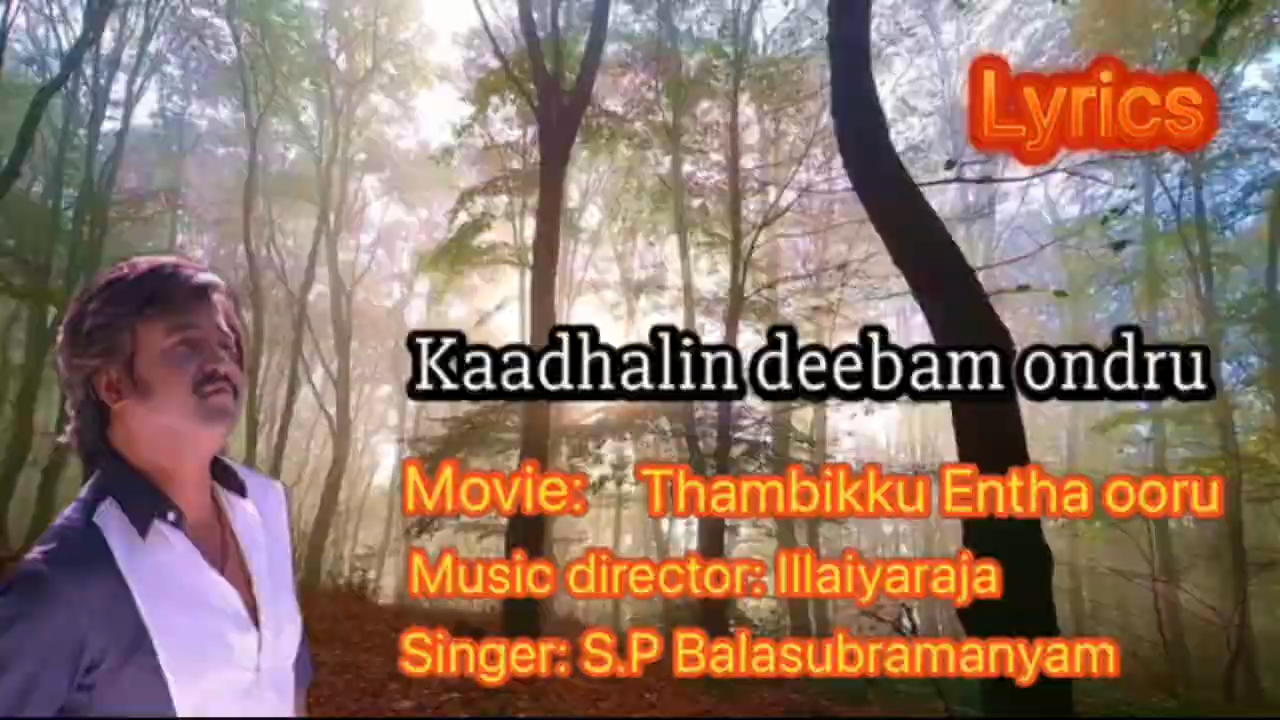 Lyrics
Kaadhalin deebam ondru
Movie: Thambikku Entha ooru
Music director: Illaiyaraja
Singer: S.P Balasubramanyam